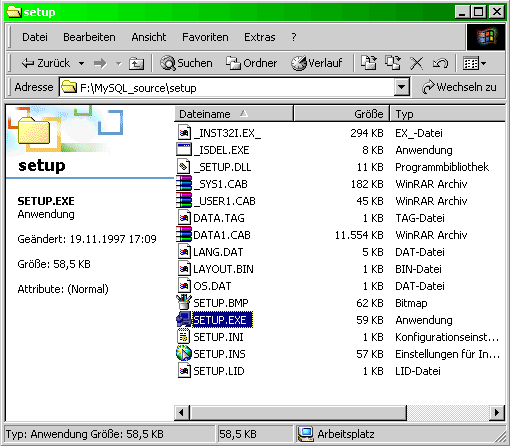 setup
Datei Bearbeiten Ansicht Favoriten Extras ?
Zurück Suchen Ordner Verlauf
Adresse F:\MySQL_source\setup Wechseln zu
setup
SETUP.EXE
Anwendung
Geändert: 19.11.1997 17:09
Größe: 58,5 KB
Attribute: (Normal)
Dateiname Größe Typ
_INST32I.EX_ 294 KB EX_-Datei
_ISDEL.EXE 8 KB Anwendung
_SETUP.DLL 11 KB Programmbibliothek
_SYS1.CAB 182 KB WinRAR Archiv
_USER1.CAB 45 KB WinRAR Archiv
DATA.TAG 1 KB TAG-Datei
DATA1.CAB 11.554 KB WinRAR Archiv
LANG.DAT 5 KB DAT-Datei
LAYOUT.BIN 1 KB BIN-Datei
OS.DAT 1 KB DAT-Datei
SETUP.BMP 62 KB Bitmap
SETUP.EXE 59 KB Anwendung
SETUP.INI 1 KB Konfigurationseinst...
SETUP.INS 57 KB Einstellungen für In...
SETUP.LID 1 KB LID-Datei
Typ: Anwendung Größe: 58,5 KB 58,5 KB Arbeitsplatz